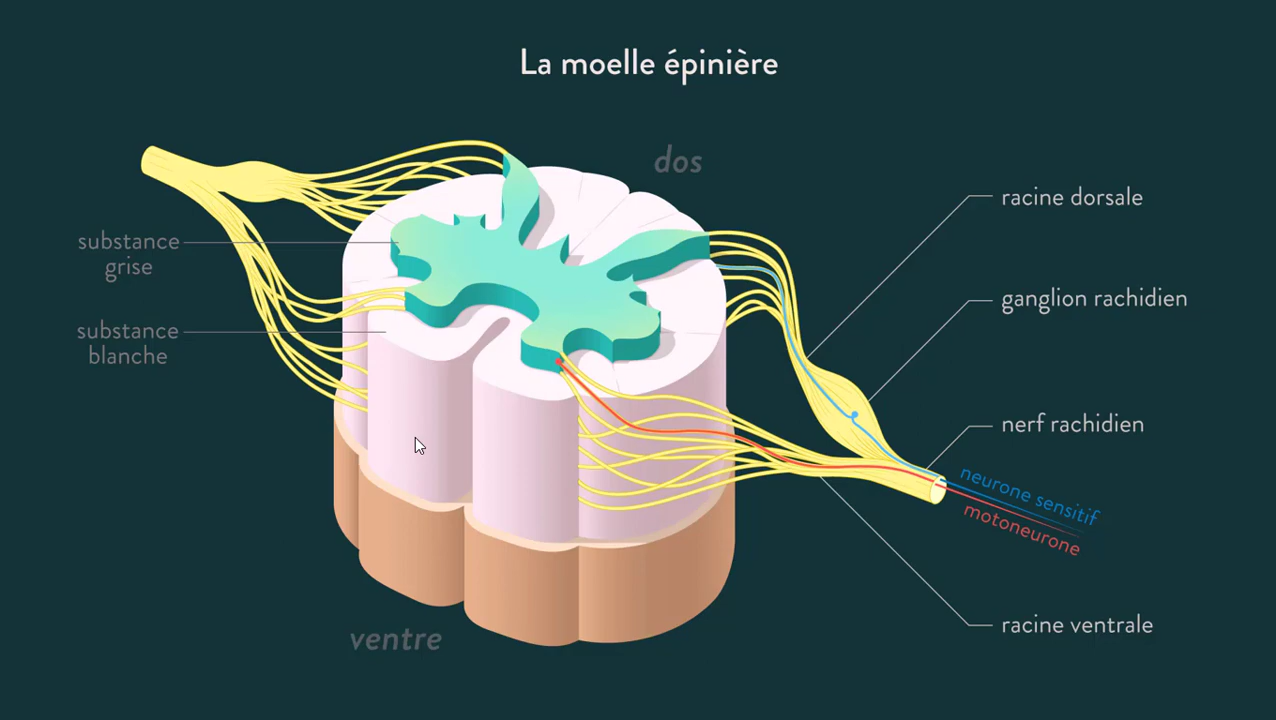 La moelle épinière
dos
racine dorsale
substance
grise
ganglion rachidien
substance
blanche
nerf rachidien
neurone sensitif
motoneurone
racine ventrale
ventre